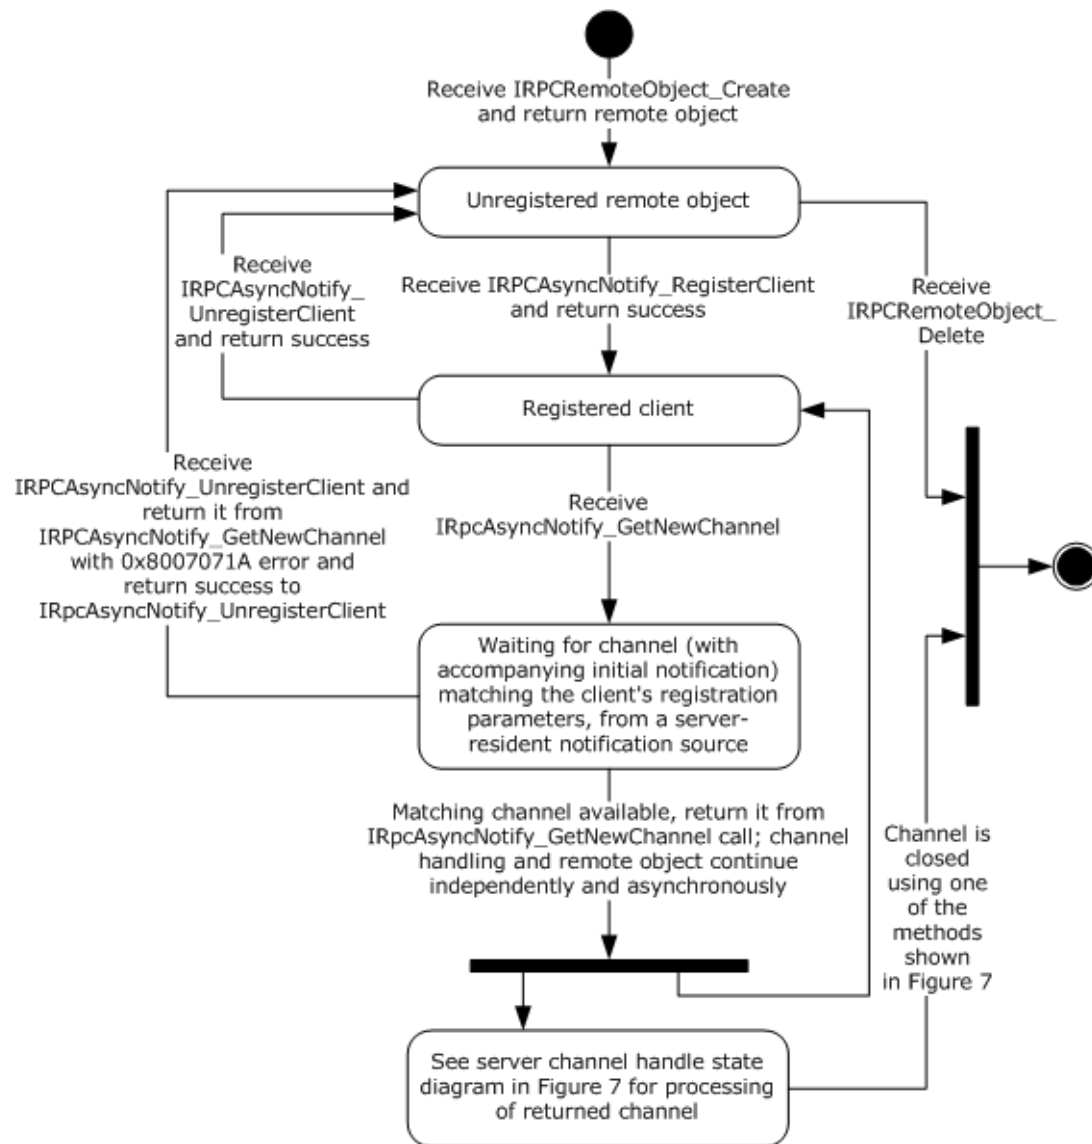 Receive IRPCRemoteObject_Create
and return remote object
Unregistered remote object
Receive
IRPCAsyncNotify_
UnregisterClient
and return success
Receive IRPCAsyncNotify_RegisterClient
and return success
Receive
IRPCRemoteObject_
Delete
Registered client
Receive
IRPCAsyncNotify_UnregisterClient and
return it from
IRPCAsyncNotify_GetNewChannel
with 0x8007071A error and
return success to
IRpcAsyncNotify_UnregisterClient
Receive
IRpcAsyncNotify_GetNewChannel
Waiting for channel (with
accompanying initial notification)
matching the client's registration
parameters, from a server-
resident notification source
Matching channel available, return it from
IRpcAsyncNotify_GetNewChannel call; channel
handling and remote object continue
independently and asynchronously
Channel is
closed
using one
of the
methods
shown
in Figure 7
See server channel handle state
diagram in Figure 7 for processing
of returned channel